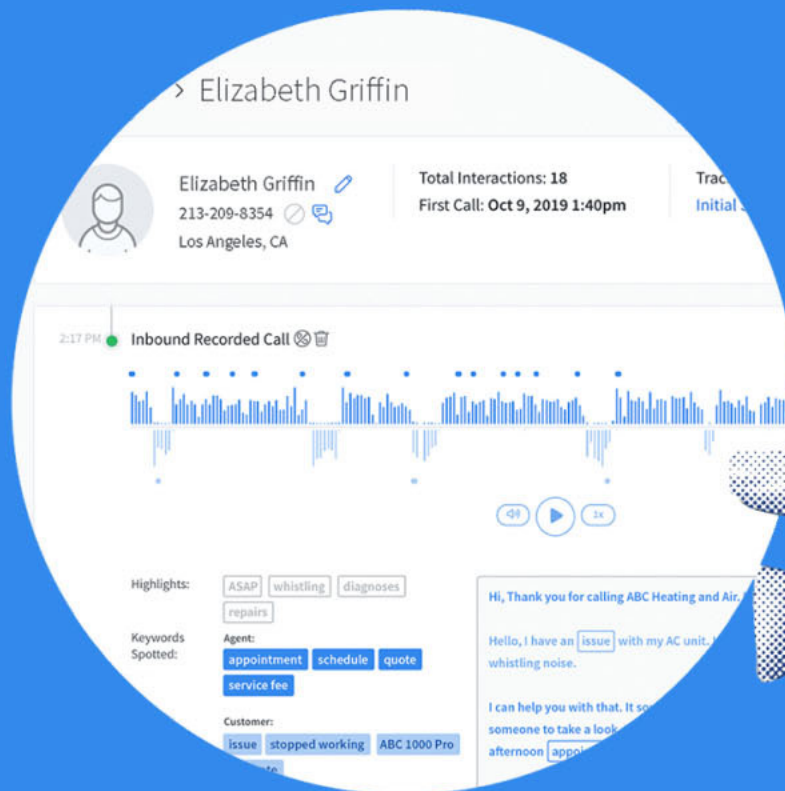 > Elizabeth Griffin
Elizabeth Griffin
213-209-8354
Los Angeles, CA
Total Interactions: 18
First Call: Oct 9, 2019 1:40pm
Initial
2:17 PM
Inbound Recorded Call
1x
Highlights:
ASAP whistling diagnoses
repairs
Keywords
Spotted:
Agent:
appointment schedule quote
service fee
Customer:
issue stopped working ABC 1000 Pro
Hi, Thank you for calling ABC Heating and Air.
Hello, I have an issue with my AC unit.
whistling noise.
I can help you with that. It
someone to take a look
afternoon